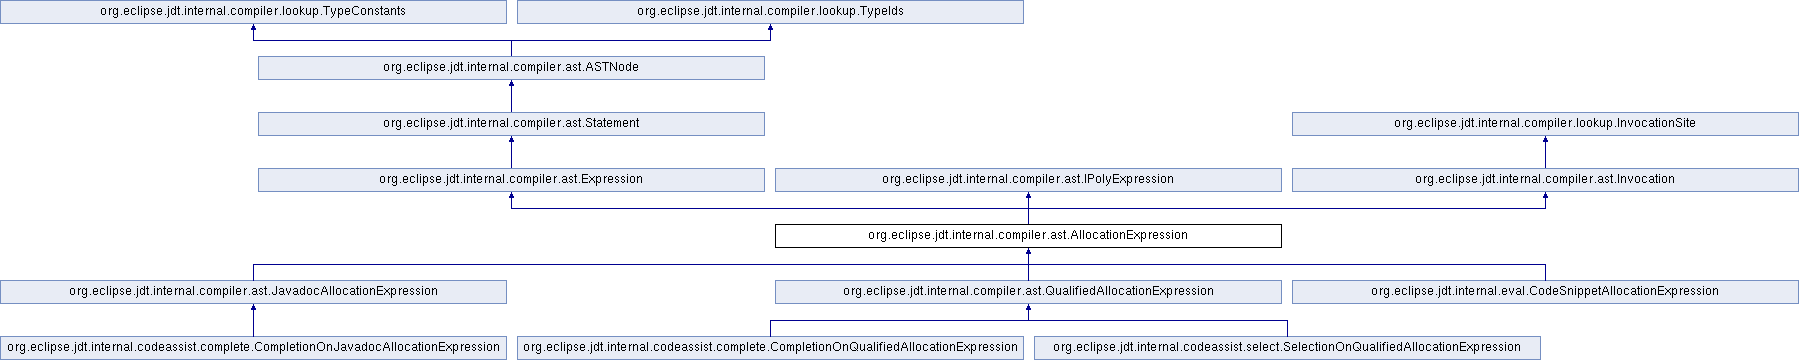 org.eclipse.jdt.internal.compiler.lookup.TypeConstants
org.eclipse.jdt.internal.compiler.lookup.TypeIds
org.eclipse.jdt.internal.compiler.ast.ASTNode
org.eclipse.jdt.internal.compiler.ast.Statement
org.eclipse.jdt.internal.compiler.lookup.InvocationSite
org.eclipse.jdt.internal.compiler.ast.Expression
org.eclipse.jdt.internal.compiler.ast.IPolyExpression
org.eclipse.jdt.internal.compiler.ast.Invocation
org.eclipse.jdt.internal.compiler.ast.AllocationExpression
org.eclipse.jdt.internal.compiler.ast.JavadocAllocationExpression
org.eclipse.jdt.internal.compiler.ast.QualifiedAllocationExpression
org.eclipse.jdt.internal.eval.CodeSnippetAllocationExpression
org.eclipse.jdt.internal.codeassist.complete.CompletionOnJavadocAllocationExpression
org.eclipse.jdt.internal.codeassist.complete.CompletionOnQualifiedAllocationExpression
org.eclipse.jdt.internal.codeassist.select.SelectionOnQualifiedAllocationExpression